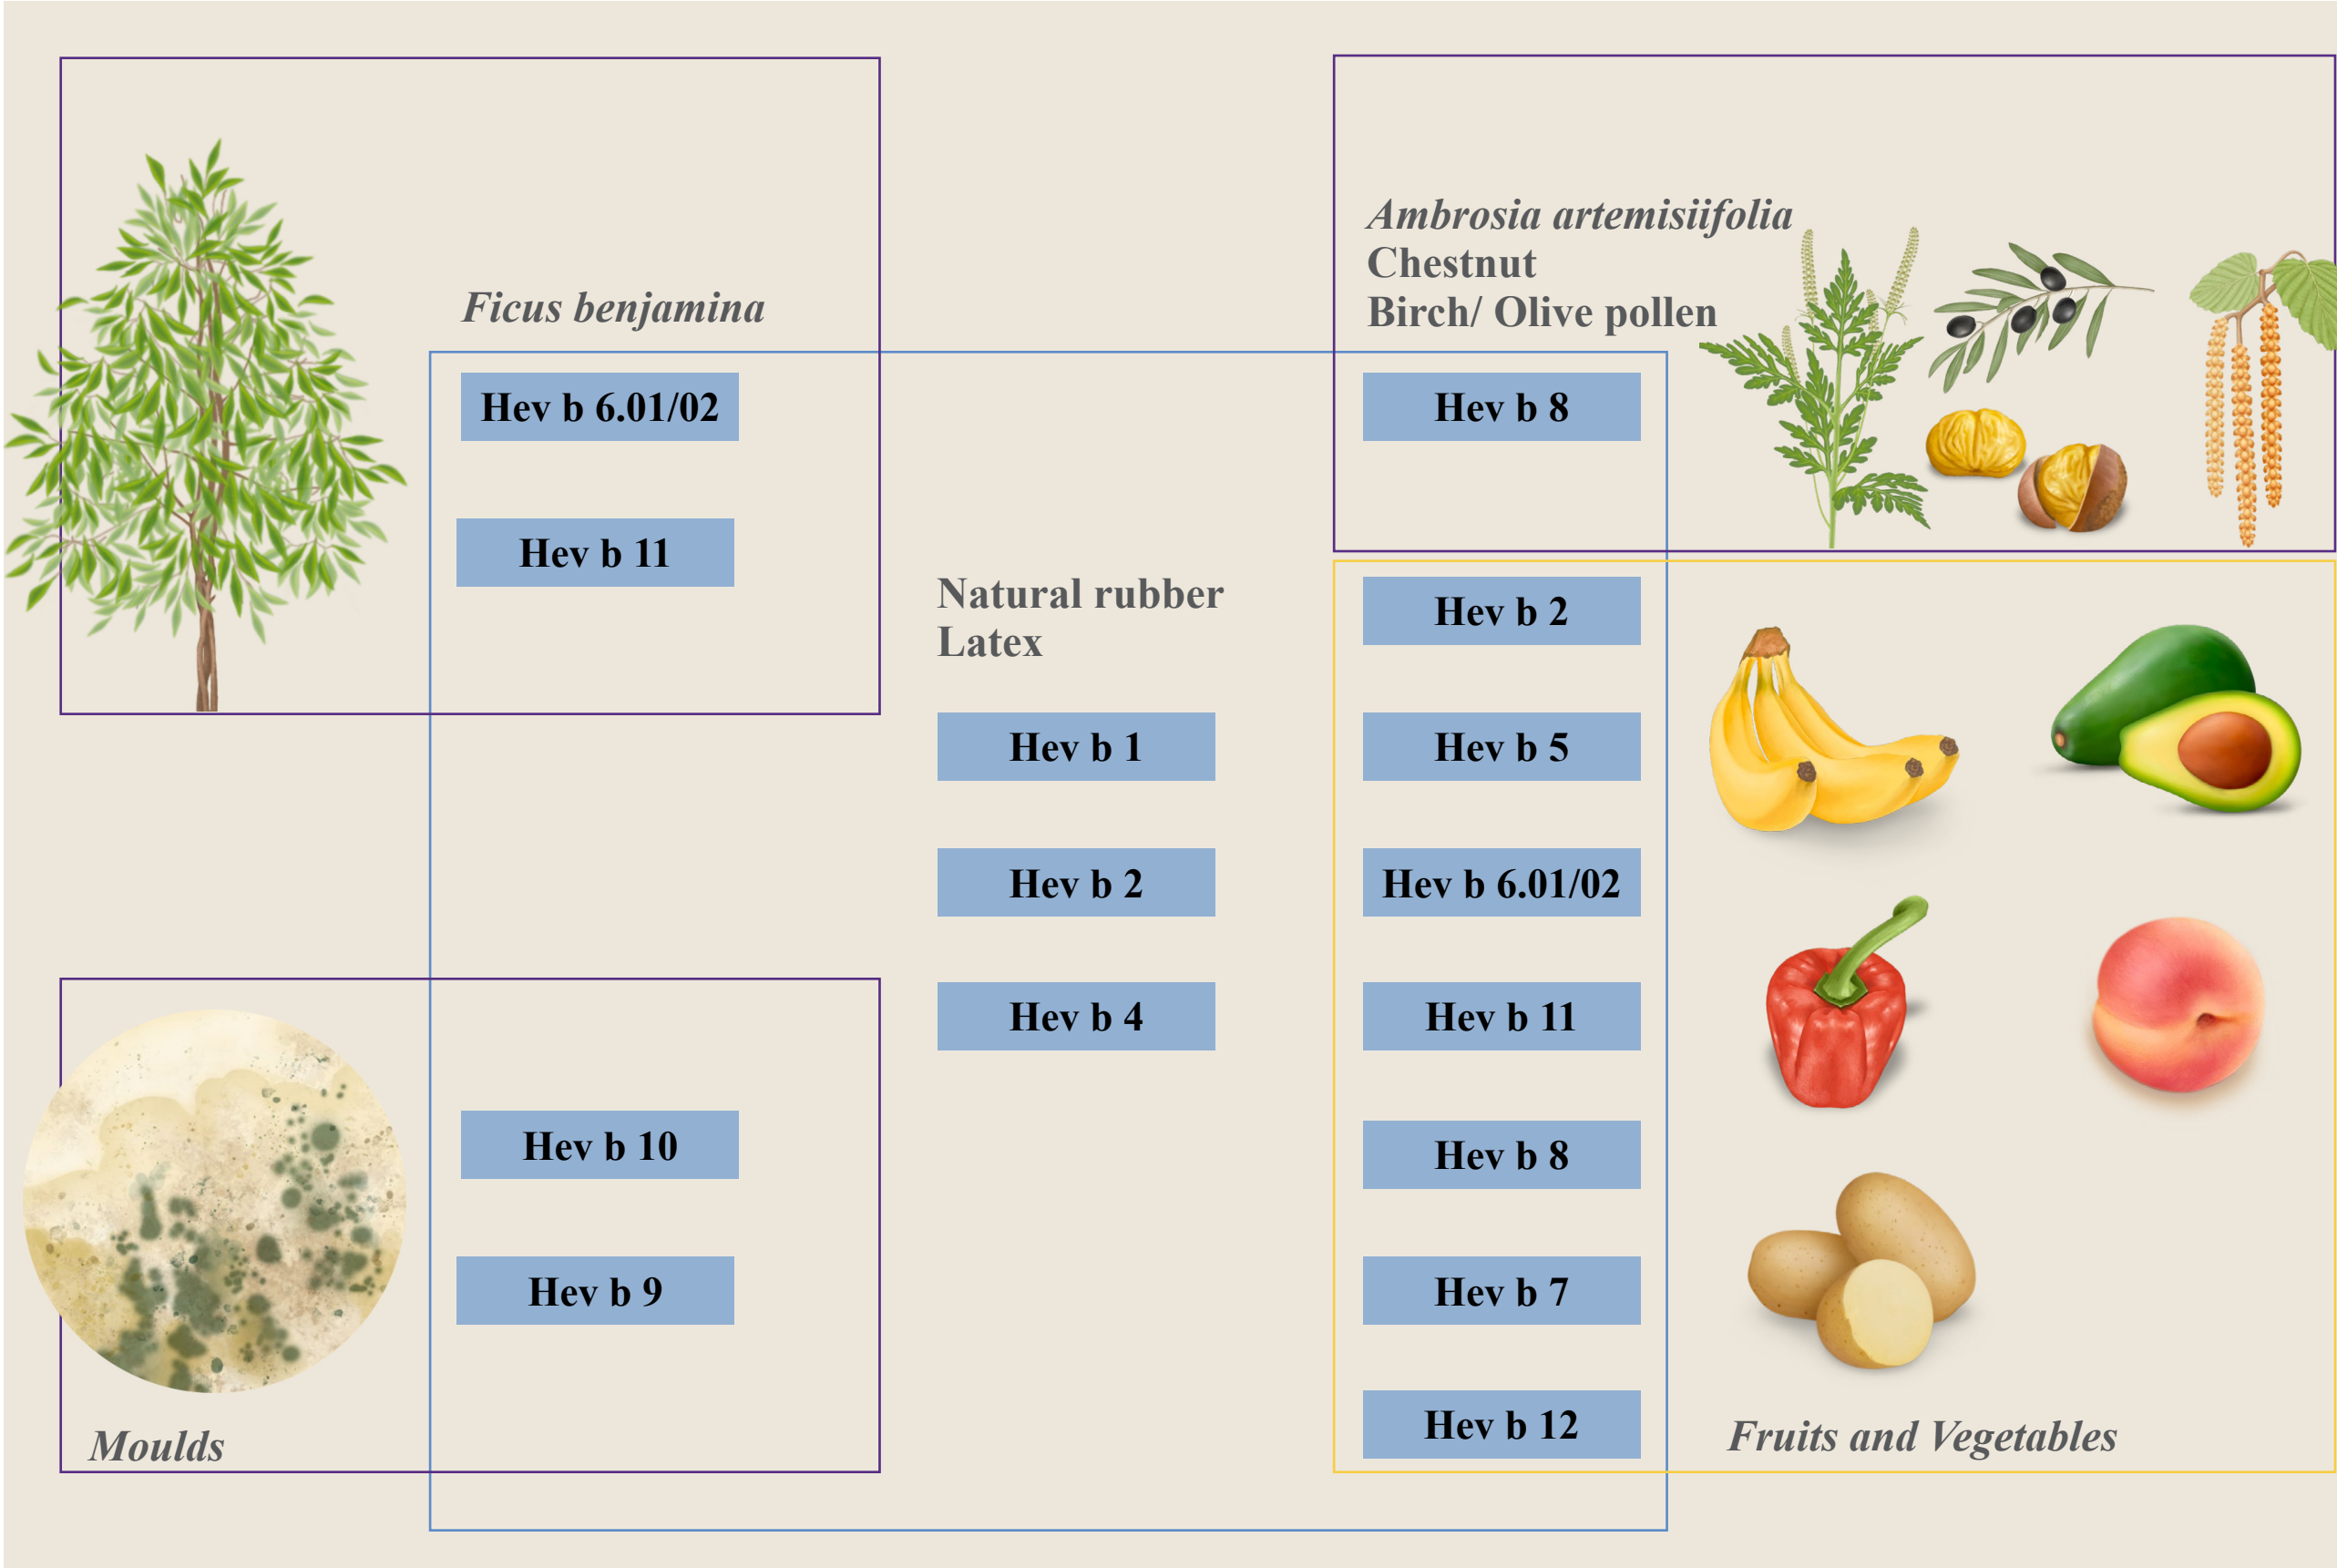 Ficus benjamina
Hev b 6.01/02
Hev b 11
Ambrosia artemisiifolia
Chestnut
Birch/ Olive pollen
Hev b 8
Natural rubber
Latex
Hev b 1
Hev b 2
Hev b 4
Hev b 2
Hev b 5
Hev b 6.01/02
Hev b 11
Hev b 8
Hev b 7
Hev b 12
Fruits and Vegetables
Hev b 10
Hev b 9
Moulds